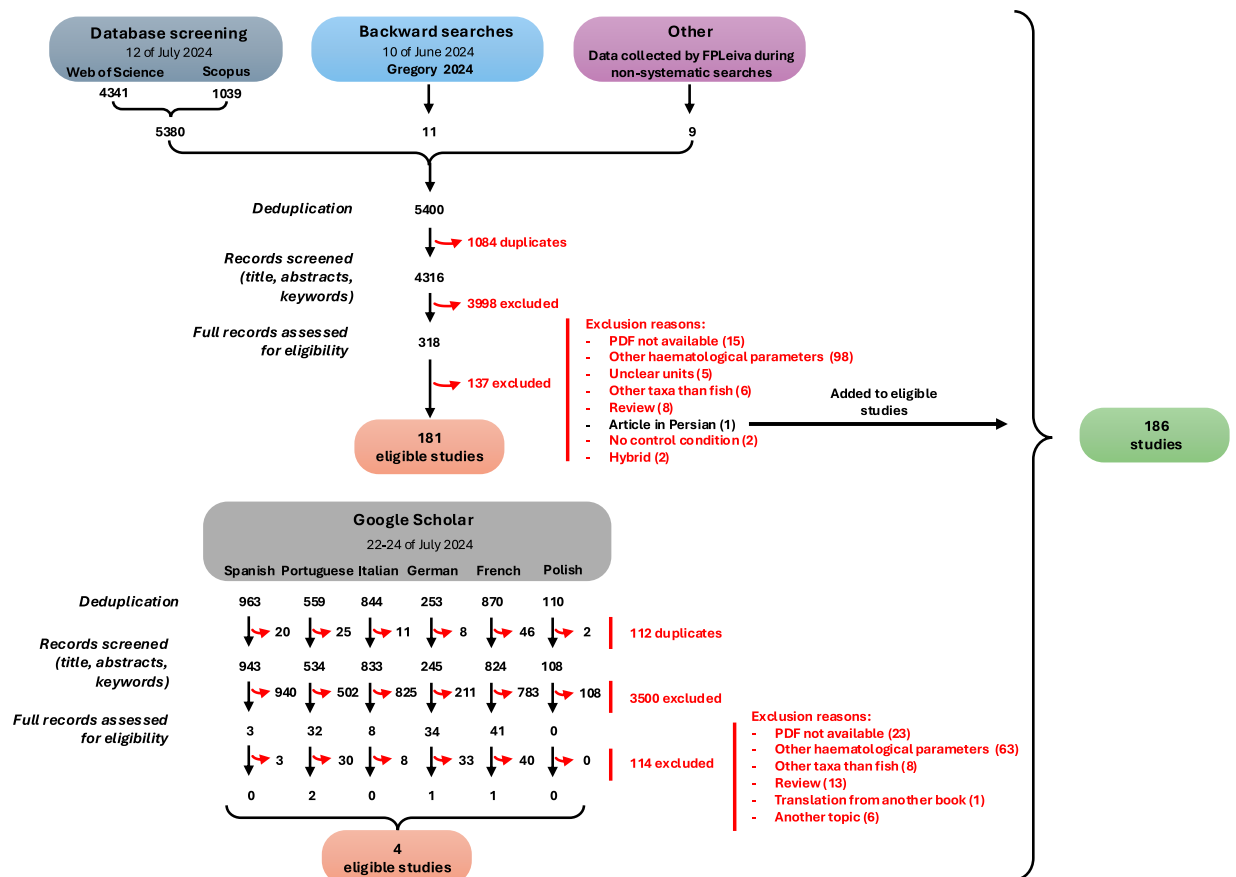 Database screening
12 of July 2024
Web of Science Scopus
4341 1039
5380
Backward searches
10 of June 2024
Gregory 2024
11
Other
Data collected by FPLeiva during
non-systematic searches
9
Deduplication
5400
1084 duplicates
Records screened
(title, abstracts,
keywords)
4316
3998 excluded
Full records assessed
for eligibility
318
137 excluded
Exclusion reasons:
- PDF not available (15)
- Other haematological parameters (98)
- Unclear units (5)
- Other taxa than fish (6)
- Review (8)
- Article in Persian (1)
- No control condition (2)
- Hybrid (2)
Added to eligible
studies
181
eligible studies
186
studies
Google Scholar
22-24 of July 2024
Spanish Portuguese Italian German French Polish
Deduplication
963 559 844 253 870 110
20 25 11 8 46 2
112 duplicates
Records screened
(title, abstracts,
keywords)
943 534 833 245 824 108
940 502 825 211 783 108
3500 excluded
Full records assessed
for eligibility
3 32 8 34 41 0
3 30 8 33 40 0
114 excluded
0 2 0 1 1 0
Exclusion reasons:
- PDF not available (23)
- Other haematological parameters (63)
- Other taxa than fish (8)
- Review (13)
- Translation from another book (1)
- Another topic (6)
4
eligible studies